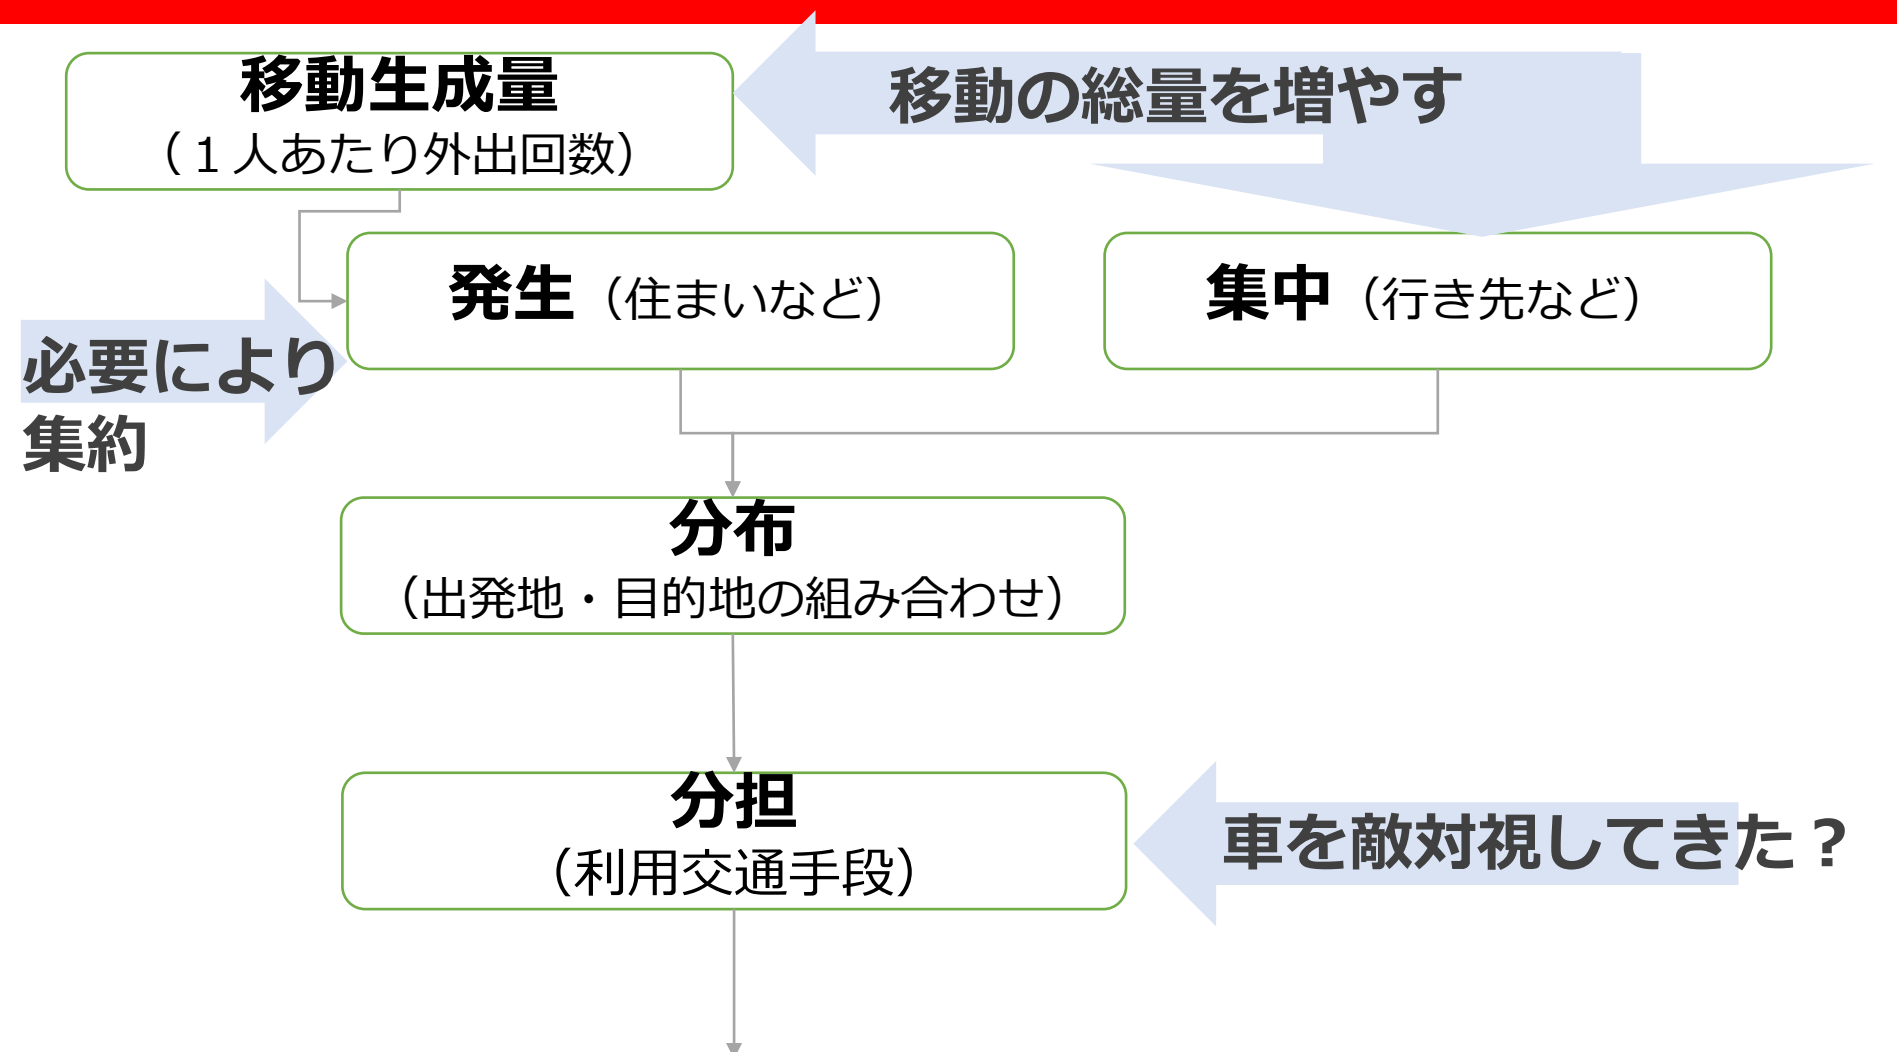 移動生成量
（１人あたり外出回数）
移動の総量を増やす
発生（住まいなど）
集中（行き先など）
必要により
集約
分布
（出発地・目的地の組み合わせ）
分担
（利用交通手段）
車を敵対視してきた？